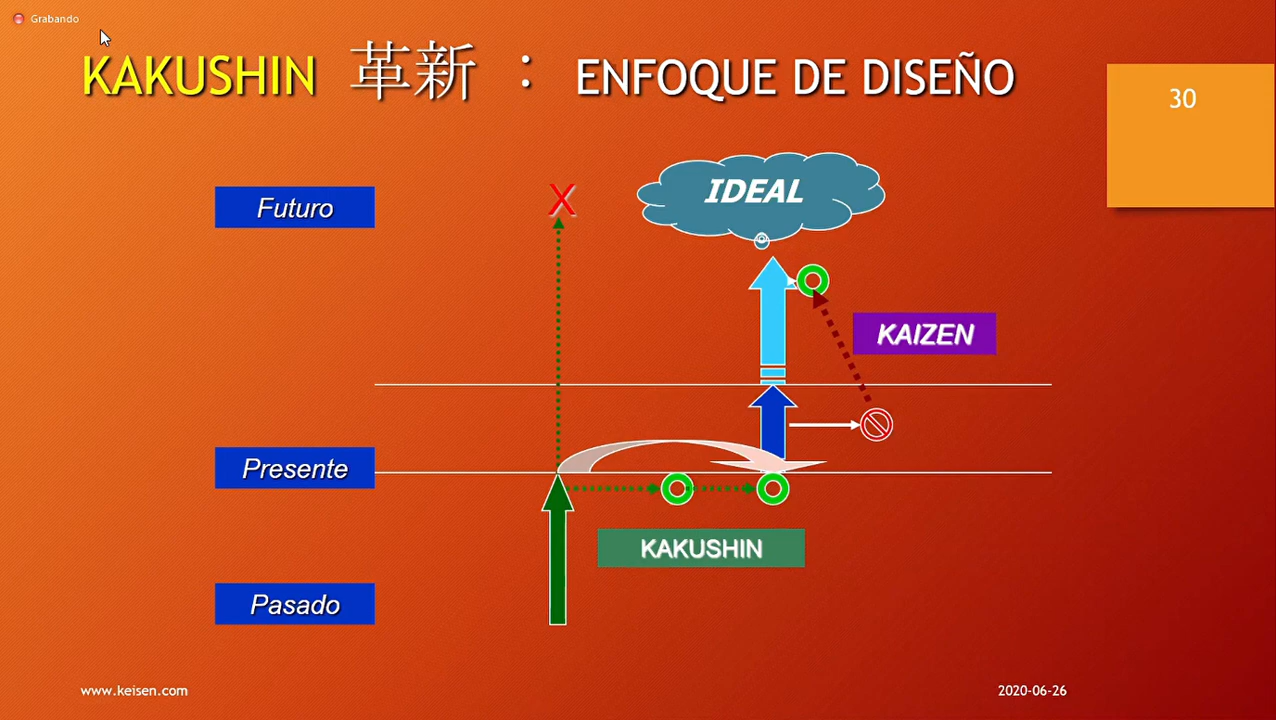 Grabando
KAKUSHIN 革新 : ENFOQUE DE DISEÑO
30
Futuro
X
IDEAL
KAIZEN
Presente
KAKUSHIN
Pasado
www.keisen.com
2020-06-26